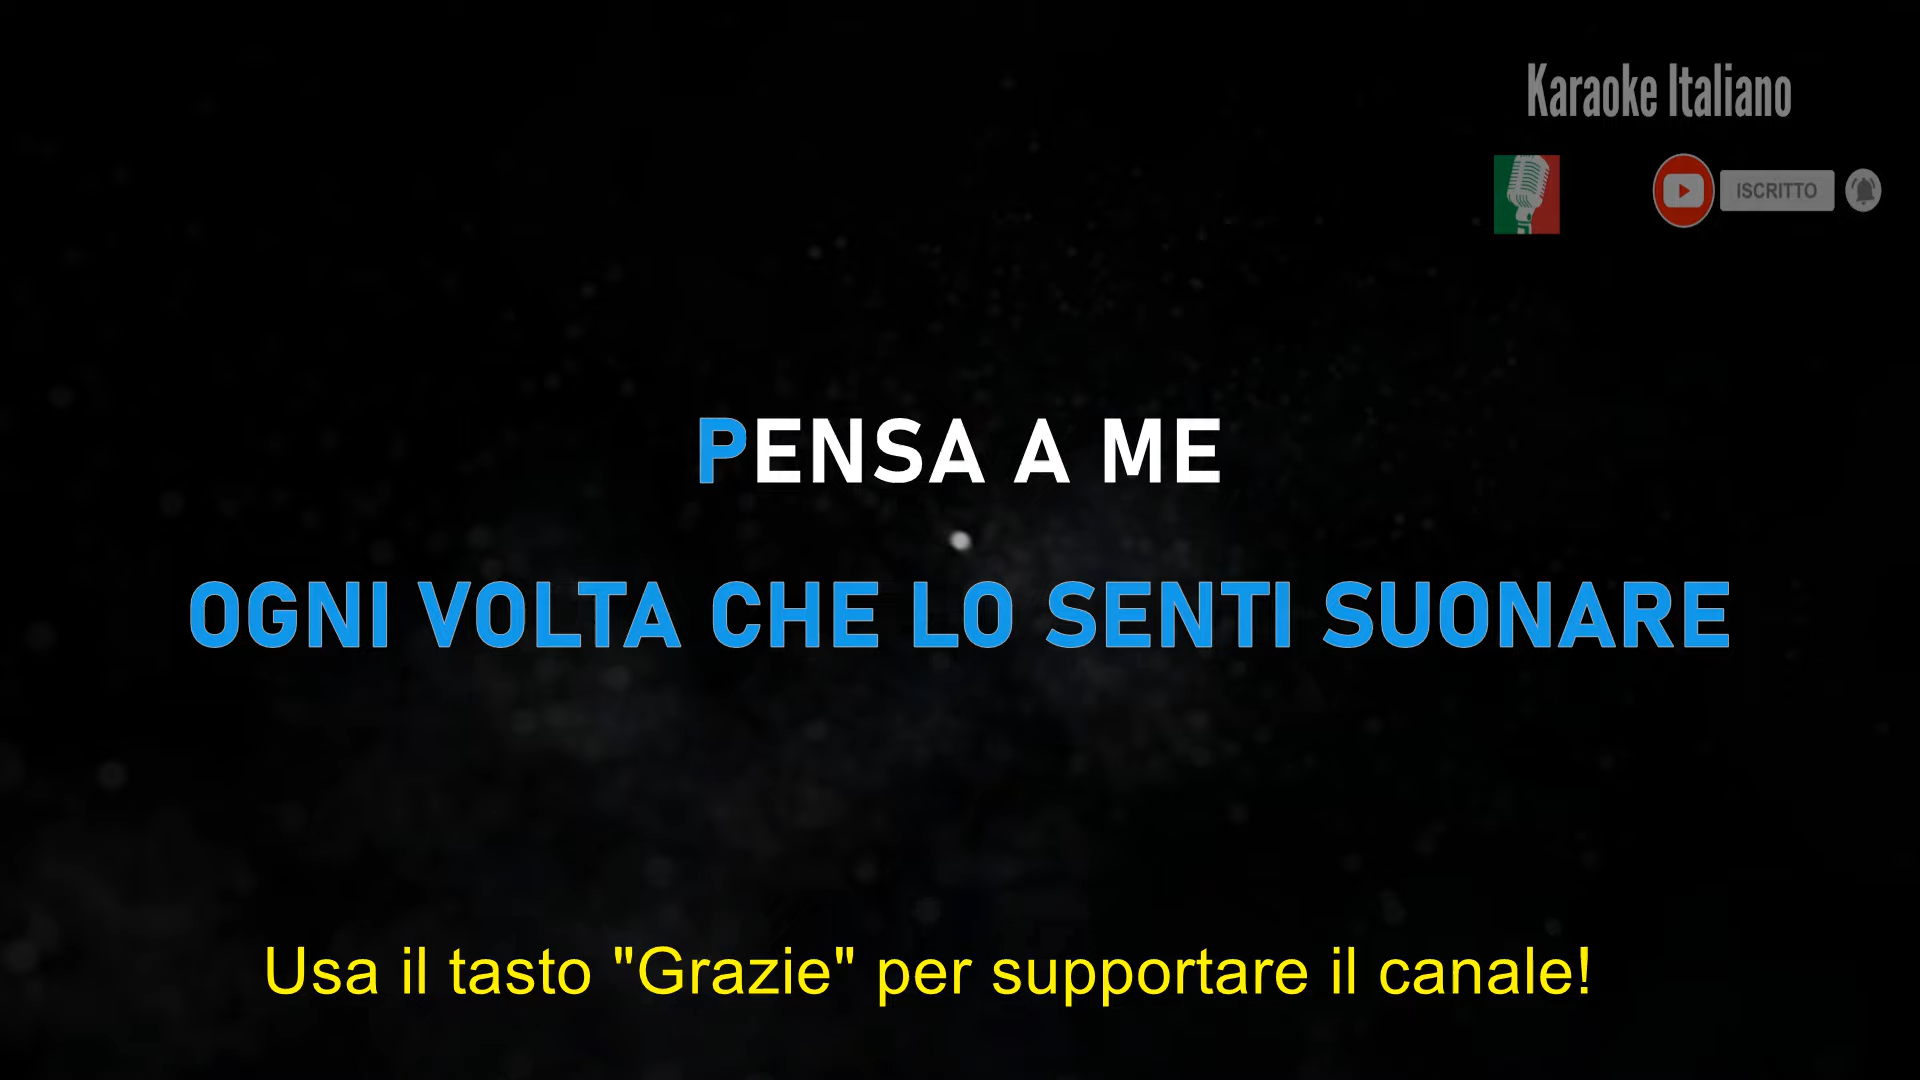 Karaoke Italiano
ISCRITTO
PENSA A ME
OGNI VOLTA CHE LO SENTI SUONARE
Usa il tasto "Grazie" per supportare il canale!